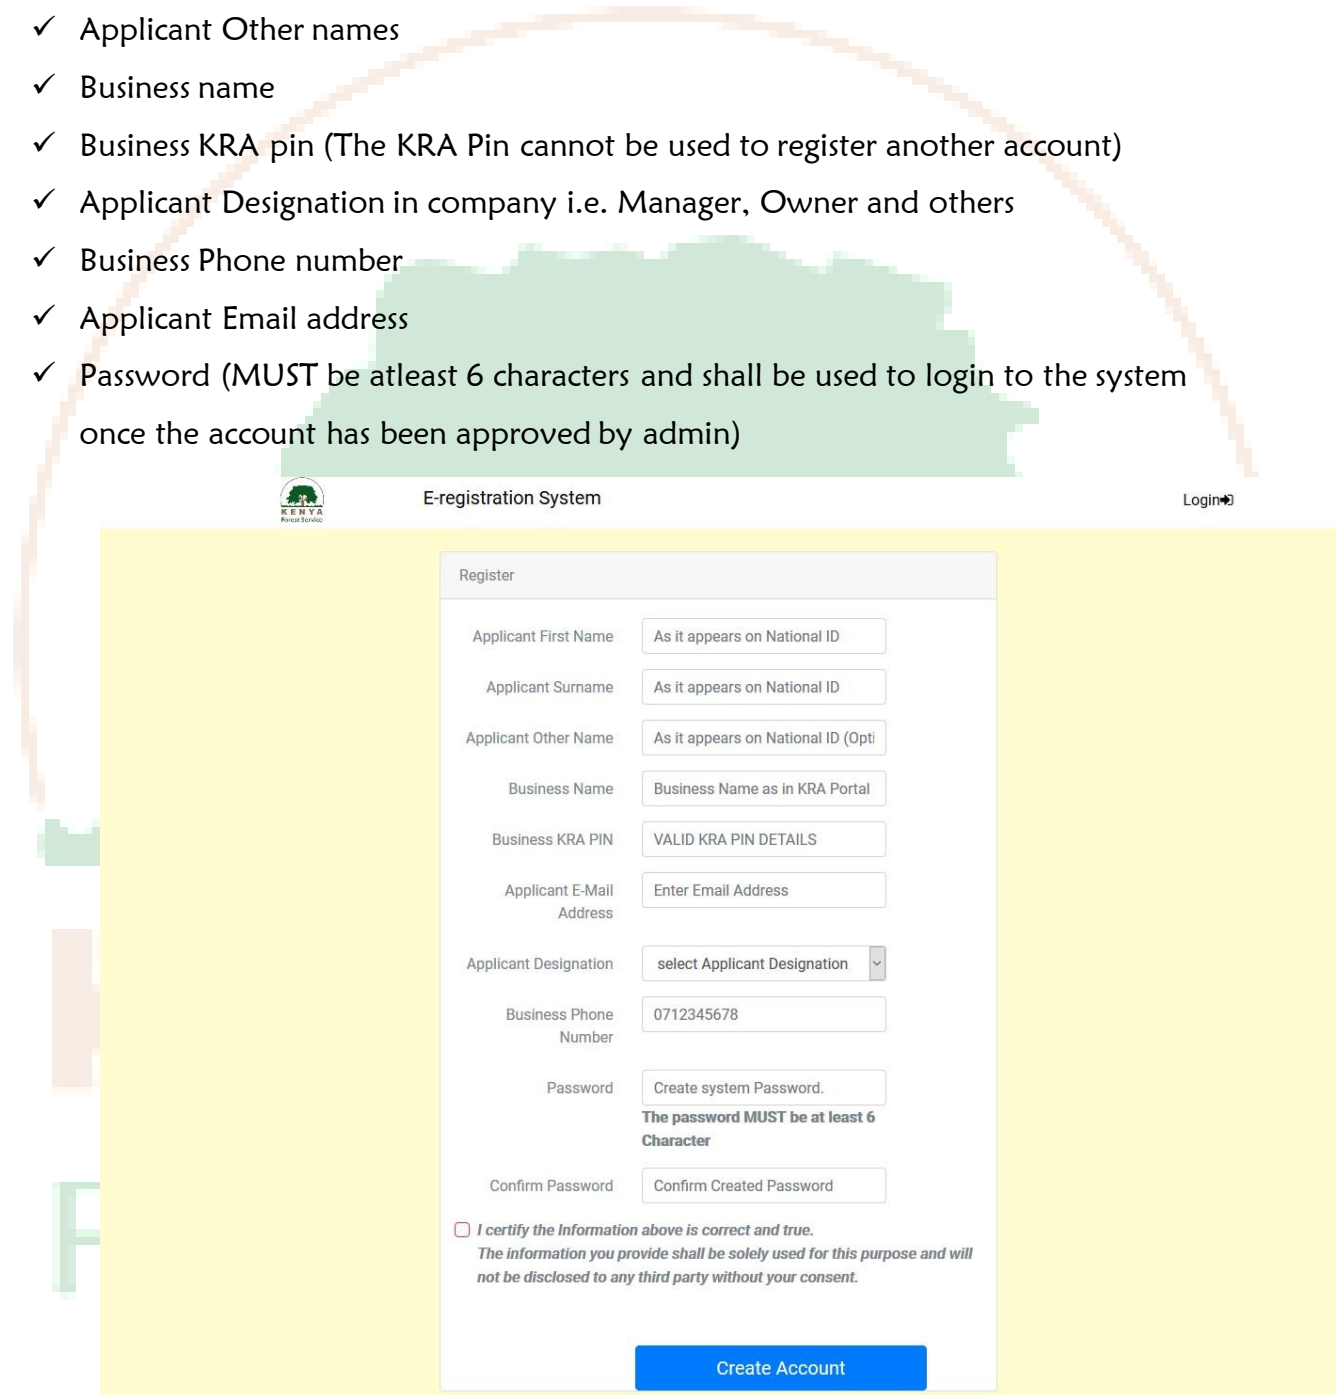 ✓ Applicant Other names
✓ Business name
✓ Business KRA pin (The KRA Pin cannot be used to register another account)
✓ Applicant Designation in company i.e. Manager, Owner and others
✓ Business Phone number
✓ Applicant Email address
✓ Password (MUST be atleast 6 characters and shall be used to login to the system
once the account has been approved by admin)
KENYA
Forest Service
E-registration System
Login
Register
Applicant First Name As it appears on National ID
Applicant Surname As it appears on National ID
Applicant Other Name As it appears on National ID (Opti
Business Name Business Name as in KRA Portal
Business KRA PIN VALID KRA PIN DETAILS
Applicant E-Mail Enter Email Address
Address
Applicant Designation select Applicant Designation
Business Phone 0712345678
Number
Password Create system Password.
The password MUST be at least 6
Character
Confirm Password Confirm Created Password
I certify the Information above is correct and true.
The information you provide shall be solely used for this purpose and will
not be disclosed to any third party without your consent.
Create Account